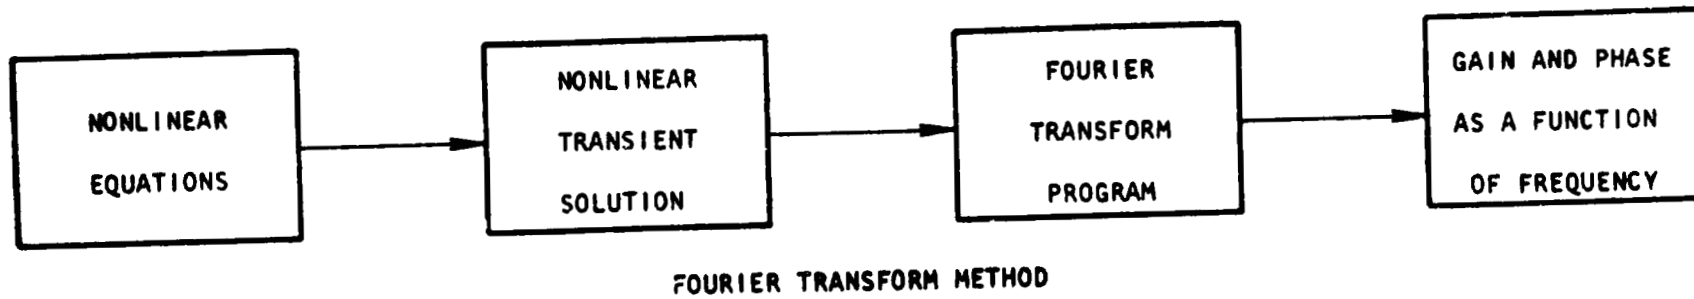 NONLINEAR
EQUATIONS
NONLINEAR
TRANSIENT
SOLUTION
FOURIER
TRANSFORM
PROGRAM
GAIN AND PHASE
AS A FUNCTION
OF FREQUENCY
FOURIER TRANSFORM METHOD